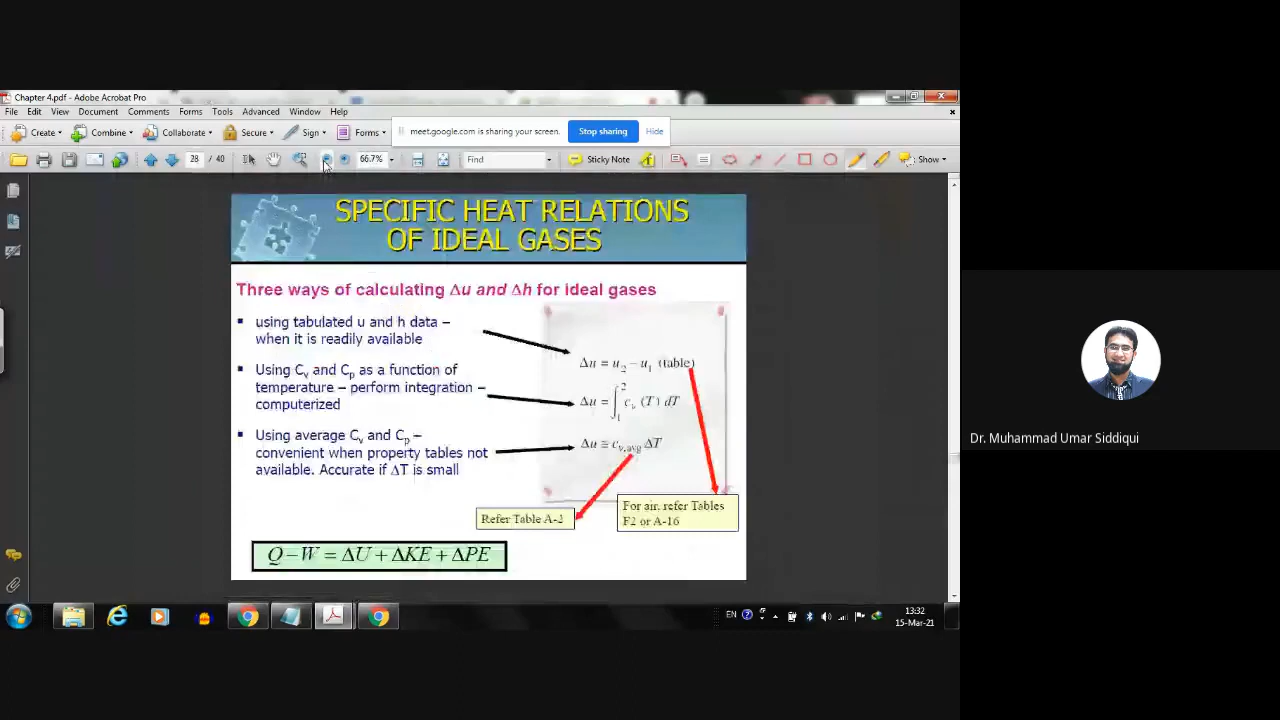 Chapter 4.pdf - Adobe Acrobat Pro
File Edit View Document Comments Forms Tools Advanced Window Help
Create Combine Collaborate Secure Sign Forms
meet.google.com is sharing your screen. Stop sharing Hide
28 / 40 66.7% Find Sticky Note Show
SPECIFIC HEAT RELATIONS
OF IDEAL GASES
Three ways of calculating Δu and Δh for ideal gases
using tabulated u and h data –
when it is readily available
Using Cv and Cp as a function of
temperature – perform integration –
computerized
Using average Cv and Cp –
convenient when property tables not
available. Accurate if ΔT is small
Δu = u2 – u1 (table)
Δu = ∫₁² cv (T) dT
Δu ≅ cv,avg ΔT
Refer Table A-2
For air, refer Tables
F2 or A-16
Q – W = ΔU + ΔKE + ΔPE
Dr. Muhammad Umar Siddiqui
EN
13:32
15-Mar-21